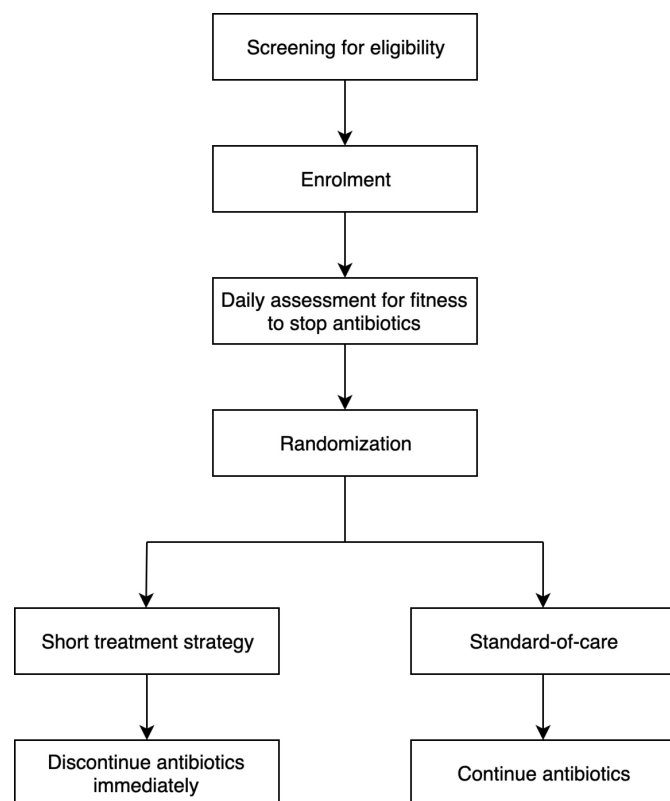 Screening for eligibility
Enrolment
Daily assessment for fitness
to stop antibiotics
Randomization
Short treatment strategy
Standard-of-care
Discontinue antibiotics
immediately
Continue antibiotics